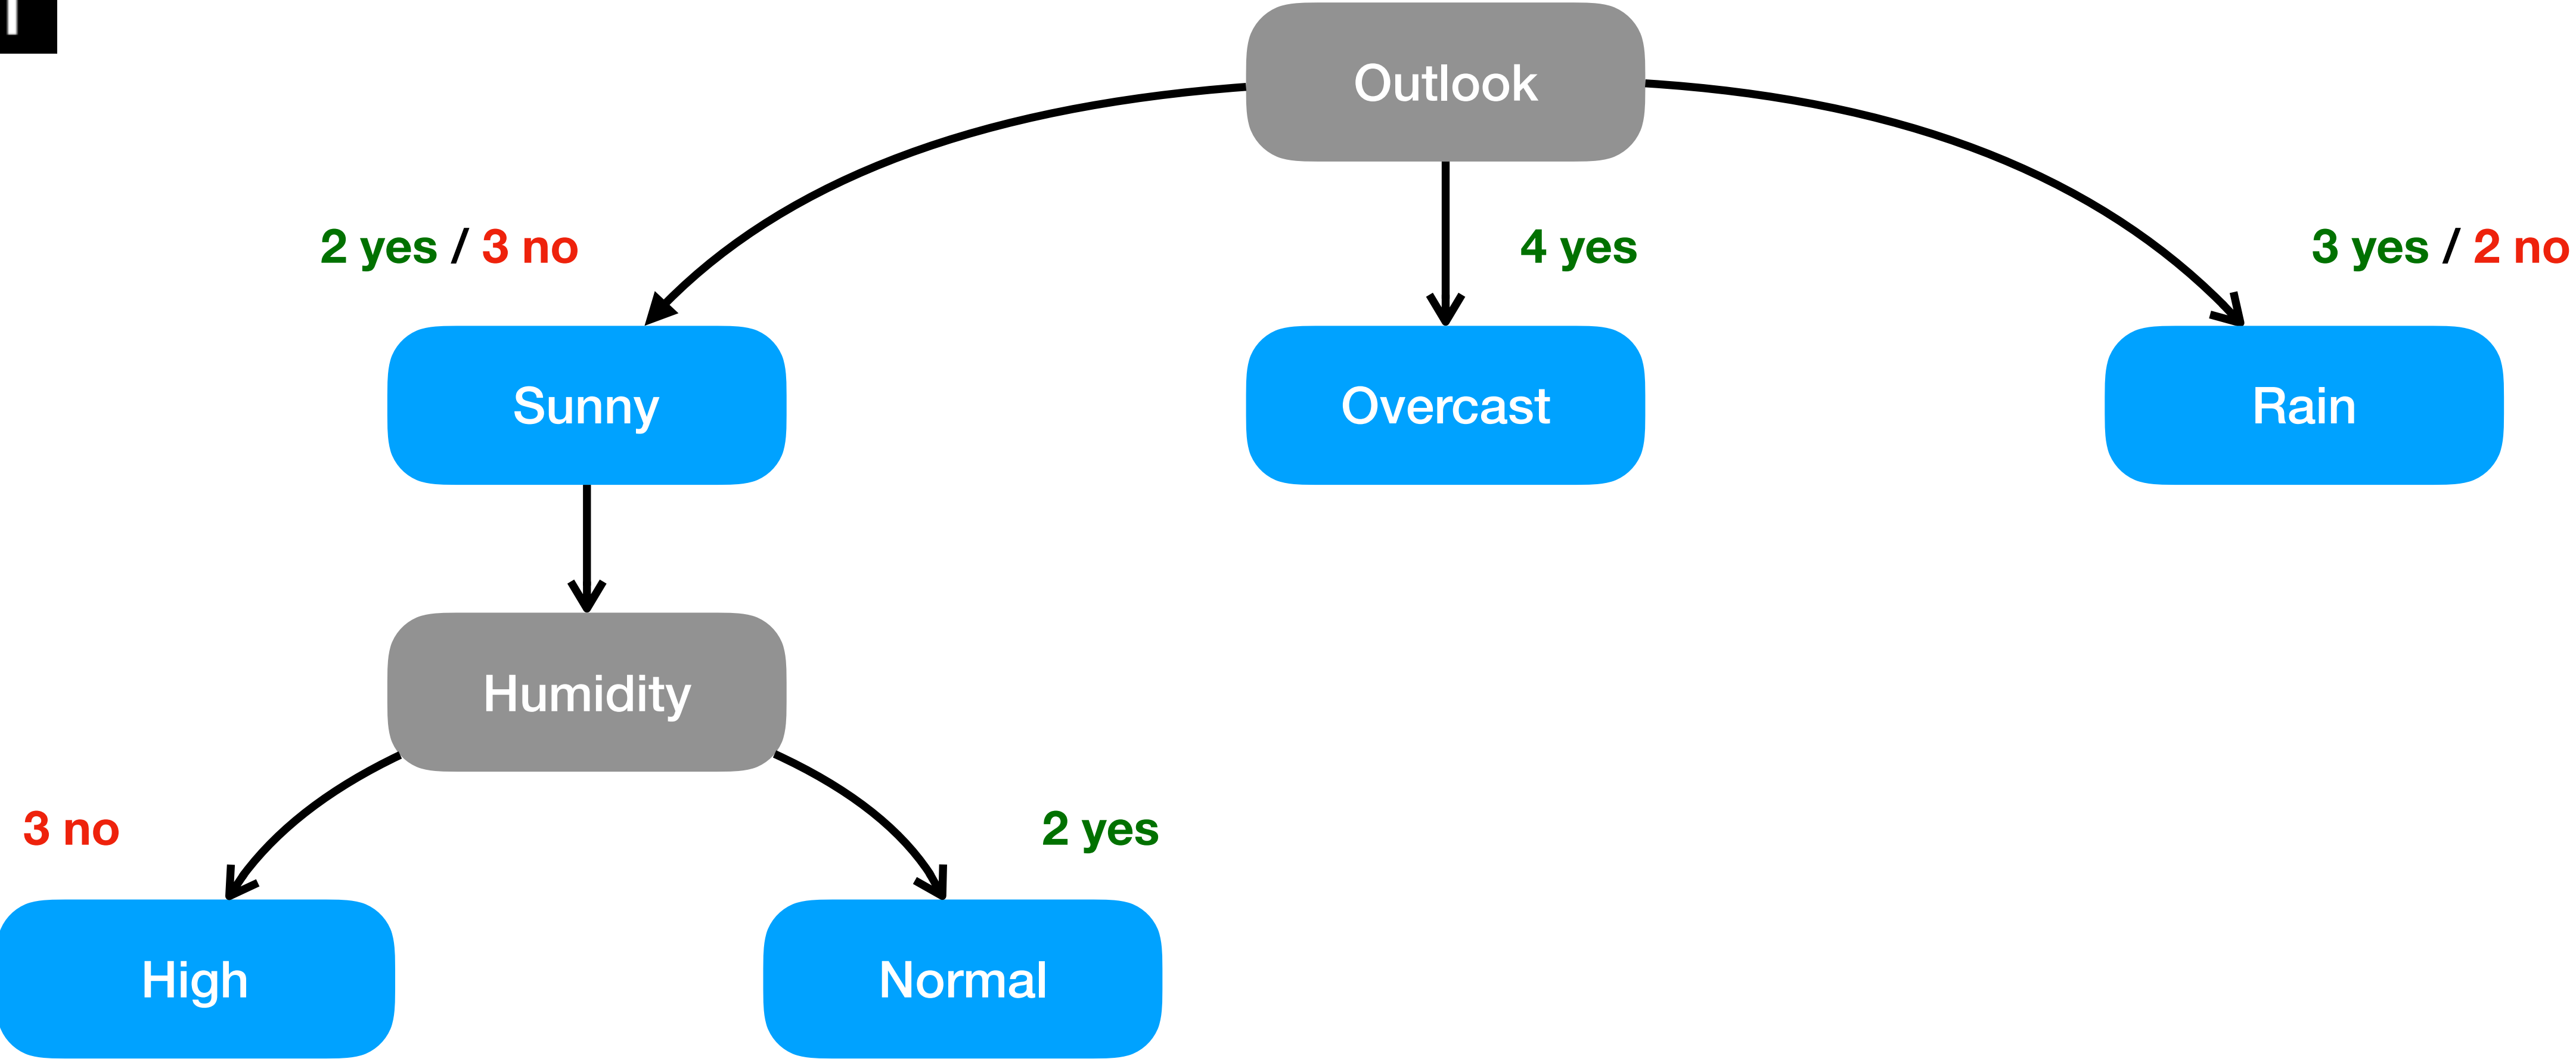 Outlook
2 yes / 3 no
4 yes
3 yes / 2 no
Sunny
Overcast
Rain
Humidity
3 no
2 yes
High
Normal